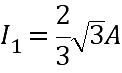 I₁ = 2/3 √3 A